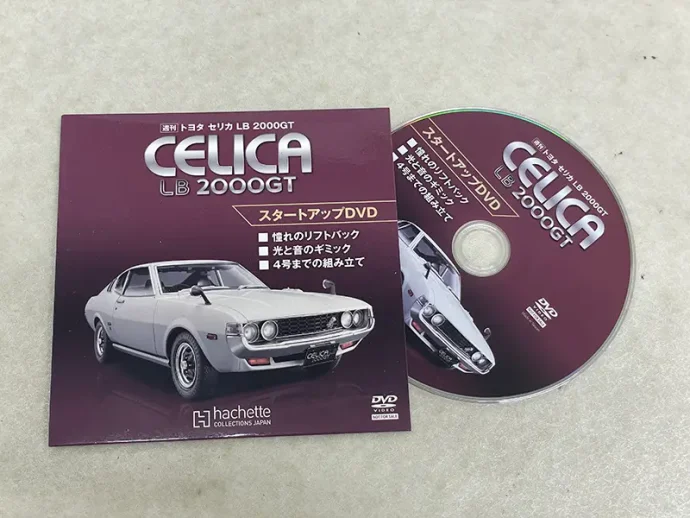 週刊 トヨタ セリカ LB 2000GT
CELICA
LB 2000GT
スタートアップDVD
■ 憧れのリフトバック
■ 光と音のギミック
■ 4号までの組み立て
CELICA
2000GT
hachette
COLLECTIONS JAPAN
DVD
VIDEO
NOT FOR SALE
週刊 トヨタ セリカ LB 2000GT
CELICA
LB 2000GT
スタートアップDVD
憧れのリフトバック
■ 光と音のギミック
4号までの組み立て
DVD
VIDEO